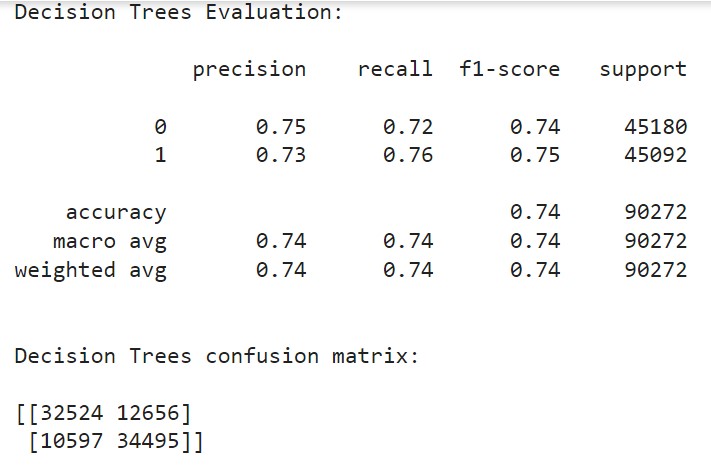 Decision Trees Evaluation:
precision recall f1-score support
0 0.75 0.72 0.74 45180
1 0.73 0.76 0.75 45092
accuracy 0.74 90272
macro avg 0.74 0.74 0.74 90272
weighted avg 0.74 0.74 0.74 90272
Decision Trees confusion matrix:
[[32524 12656]
[10597 34495]]